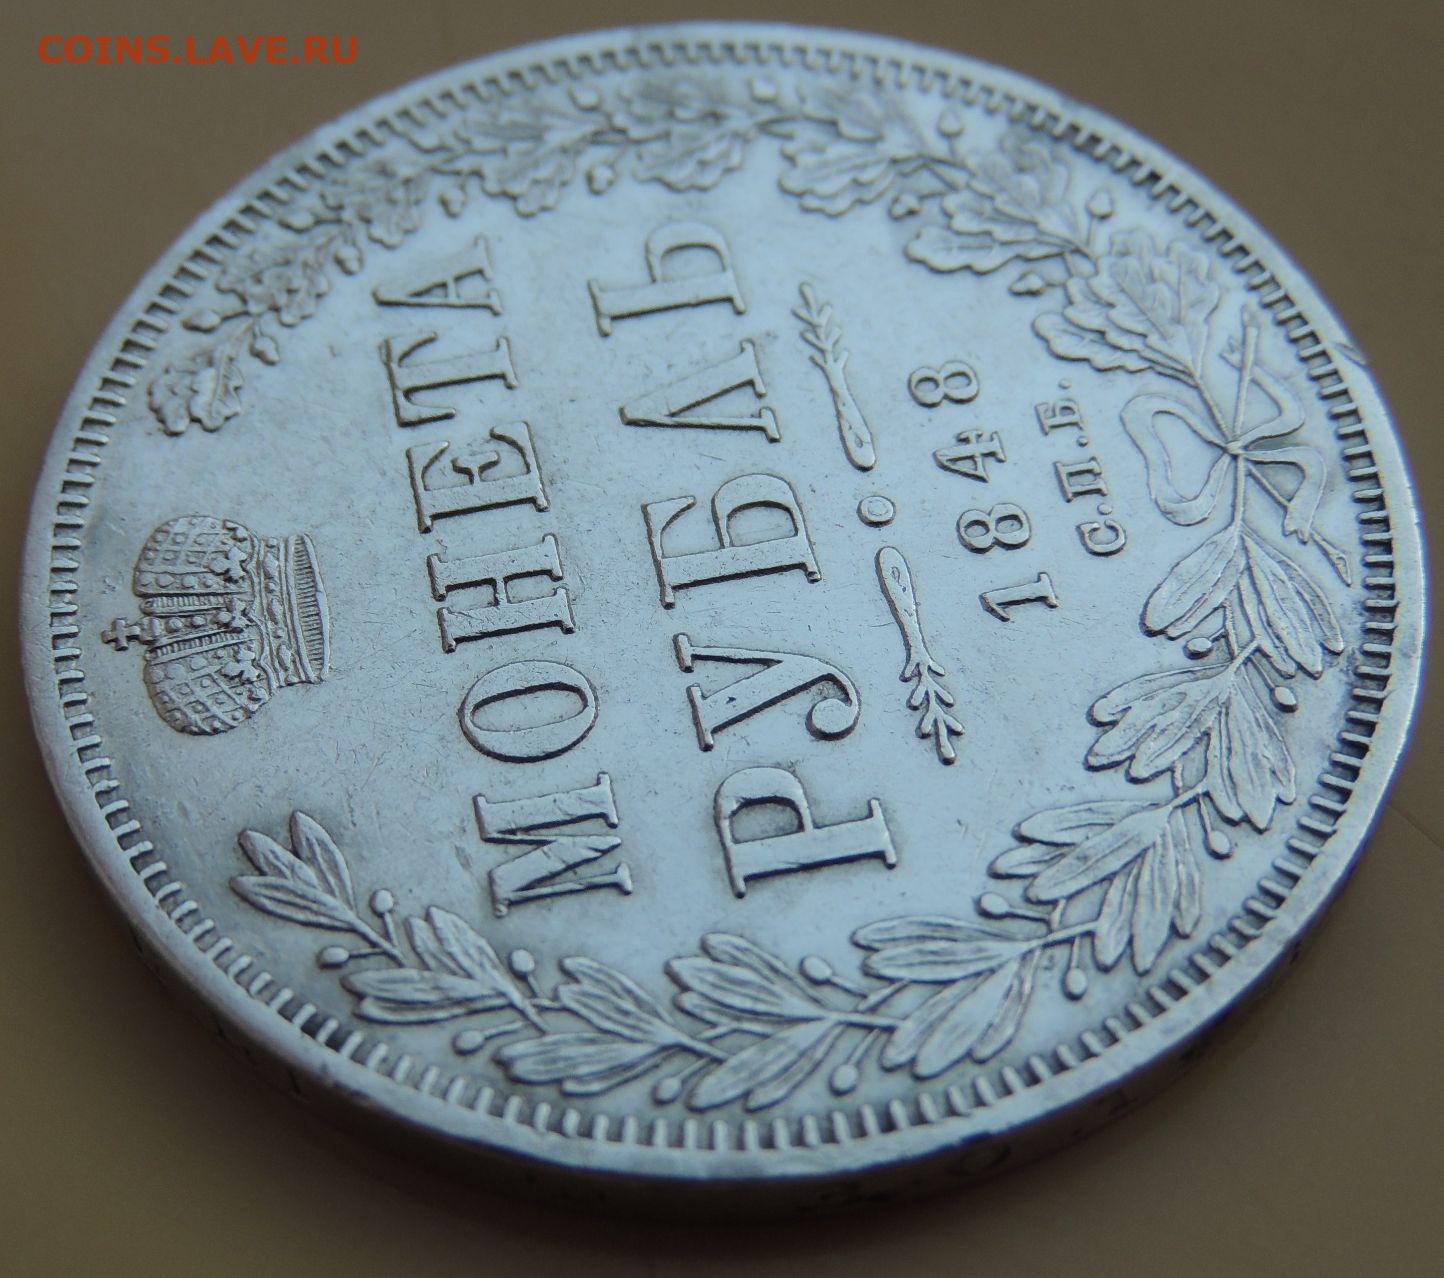 COINS.LAVE.RU
МОНЕТА
РУБЛЬ
1848
С.П.Б.